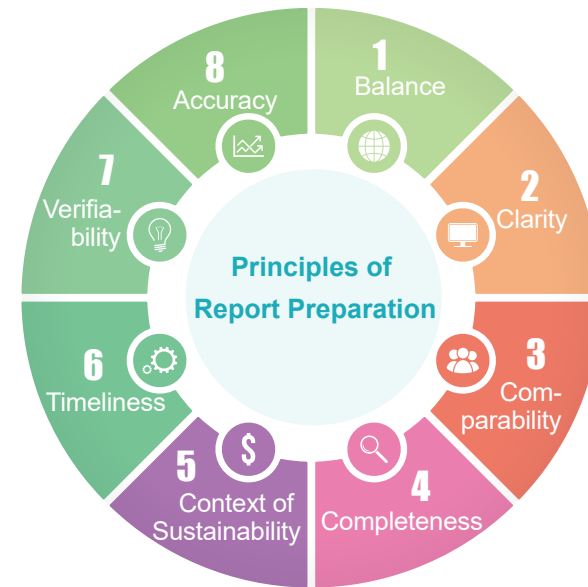 Principles of
Report Preparation
1
Balance
2
Clarity
3
Com-
parability
4
Completeness
5
Context of
Sustainability
6
Timeliness
7
Verifia-
bility
8
Accuracy
$